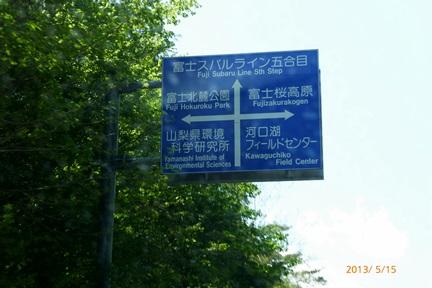 富士スバルライン五合目
Fuji Subaru Line 5th Step
富士北麓公園
Fuji Hokuroku Park
富士桜高原
Fujizakurakogen
山梨県環境
科学研究所
Yamanashi Institute of
Environmental Sciences
河口湖
フィールドセンター
Kawaguchiko
Field Center
2013/ 5/15